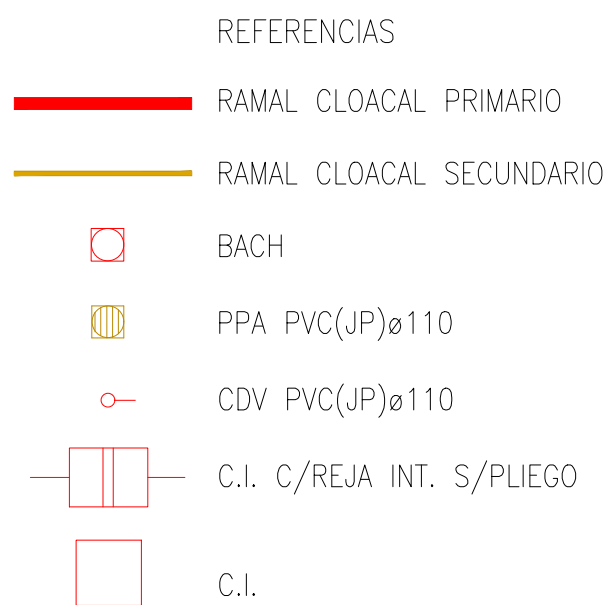 REFERENCIAS
RAMAL CLOACAL PRIMARIO
RAMAL CLOACAL SECUNDARIO
BACH
PPA PVC(JP)ø110
CDV PVC(JP)ø110
C.I. C/REJA INT. S/PLIEGO
C.I.